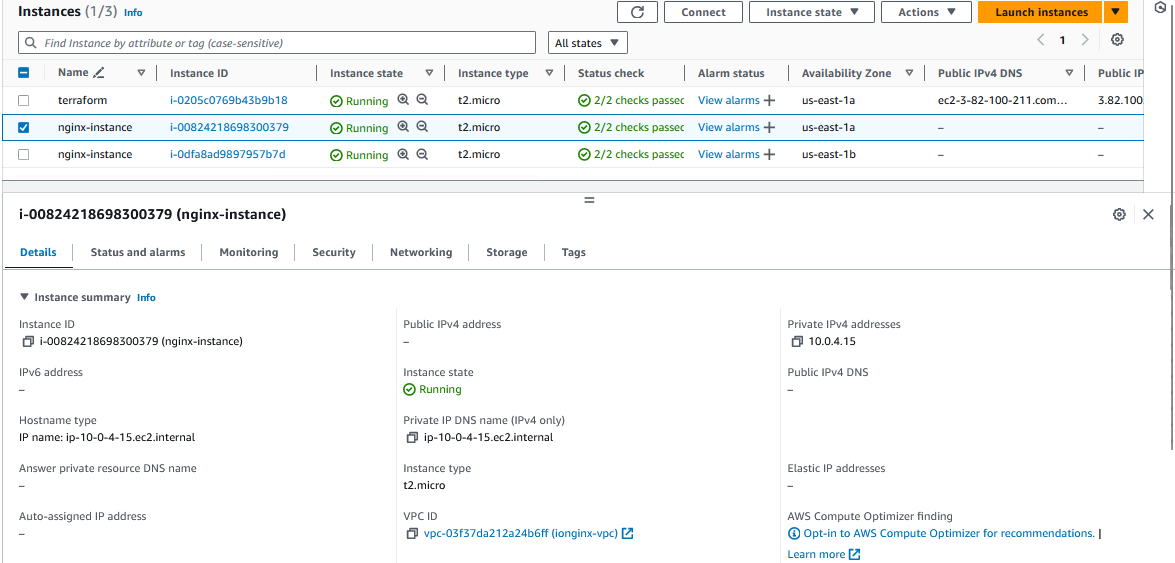 Instances (1/3) Info Connect Instance state Actions Launch instances
Find Instance by attribute or tag (case-sensitive) All states 1
Name Instance ID Instance state Instance type Status check Alarm status Availability Zone Public IPv4 DNS Public IP
terraform i-0205c0769b43b9b18 Running t2.micro 2/2 checks passec View alarms + us-east-1a ec2-3-82-100-211.com... 3.82.100
nginx-instance i-00824218698300379 Running t2.micro 2/2 checks passec View alarms + us-east-1a – –
nginx-instance i-0dfa8ad9897957b7d Running t2.micro 2/2 checks passec View alarms + us-east-1b – –
i-00824218698300379 (nginx-instance)
Details Status and alarms Monitoring Security Networking Storage Tags
Instance summary Info
Instance ID Public IPv4 address Private IPv4 addresses
i-00824218698300379 (nginx-instance) – 10.0.4.15
IPv6 address Instance state Public IPv4 DNS
– Running –
Hostname type Private IP DNS name (IPv4 only)
IP name: ip-10-0-4-15.ec2.internal ip-10-0-4-15.ec2.internal
Answer private resource DNS name Instance type Elastic IP addresses
– t2.micro –
Auto-assigned IP address VPC ID AWS Compute Optimizer finding
– vpc-03f37da212a24b6ff (ionginx-vpc) Opt-in to AWS Compute Optimizer for recommendations. |
Learn more